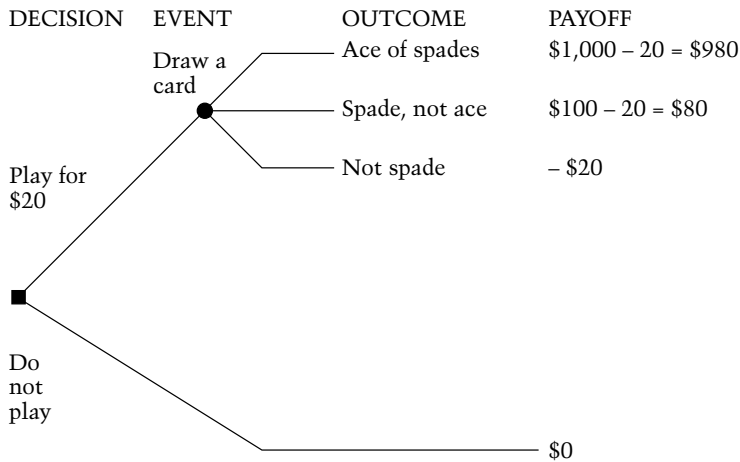 DECISION EVENT OUTCOME PAYOFF
Draw a
card
Ace of spades $1,000 – 20 = $980
Spade, not ace $100 – 20 = $80
Not spade – $20
Play for
$20
Do
not
play
$0